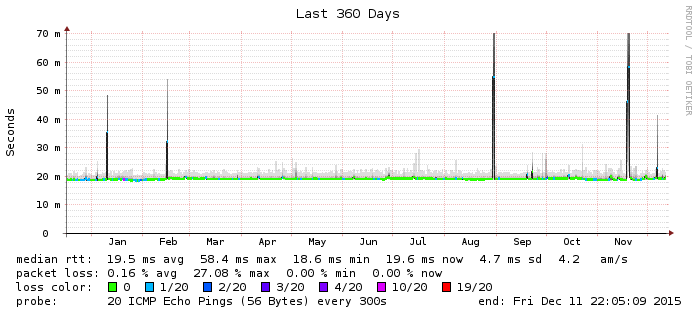 Last 360 Days
RRDTOOL / TOBI OETIKER
Seconds
70 m
60 m
50 m
40 m
30 m
20 m
10 m
0
Jan Feb Mar Apr May Jun Jul Aug Sep Oct Nov
median rtt: 19.5 ms avg 58.4 ms max 18.6 ms min 19.6 ms now 4.7 ms sd 4.2 am/s
packet loss: 0.16 % avg 27.08 % max 0.00 % min 0.00 % now
loss color: 0 1/20 2/20 3/20 4/20 10/20 19/20
probe: 20 ICMP Echo Pings (56 Bytes) every 300s end: Fri Dec 11 22:05:09 2015